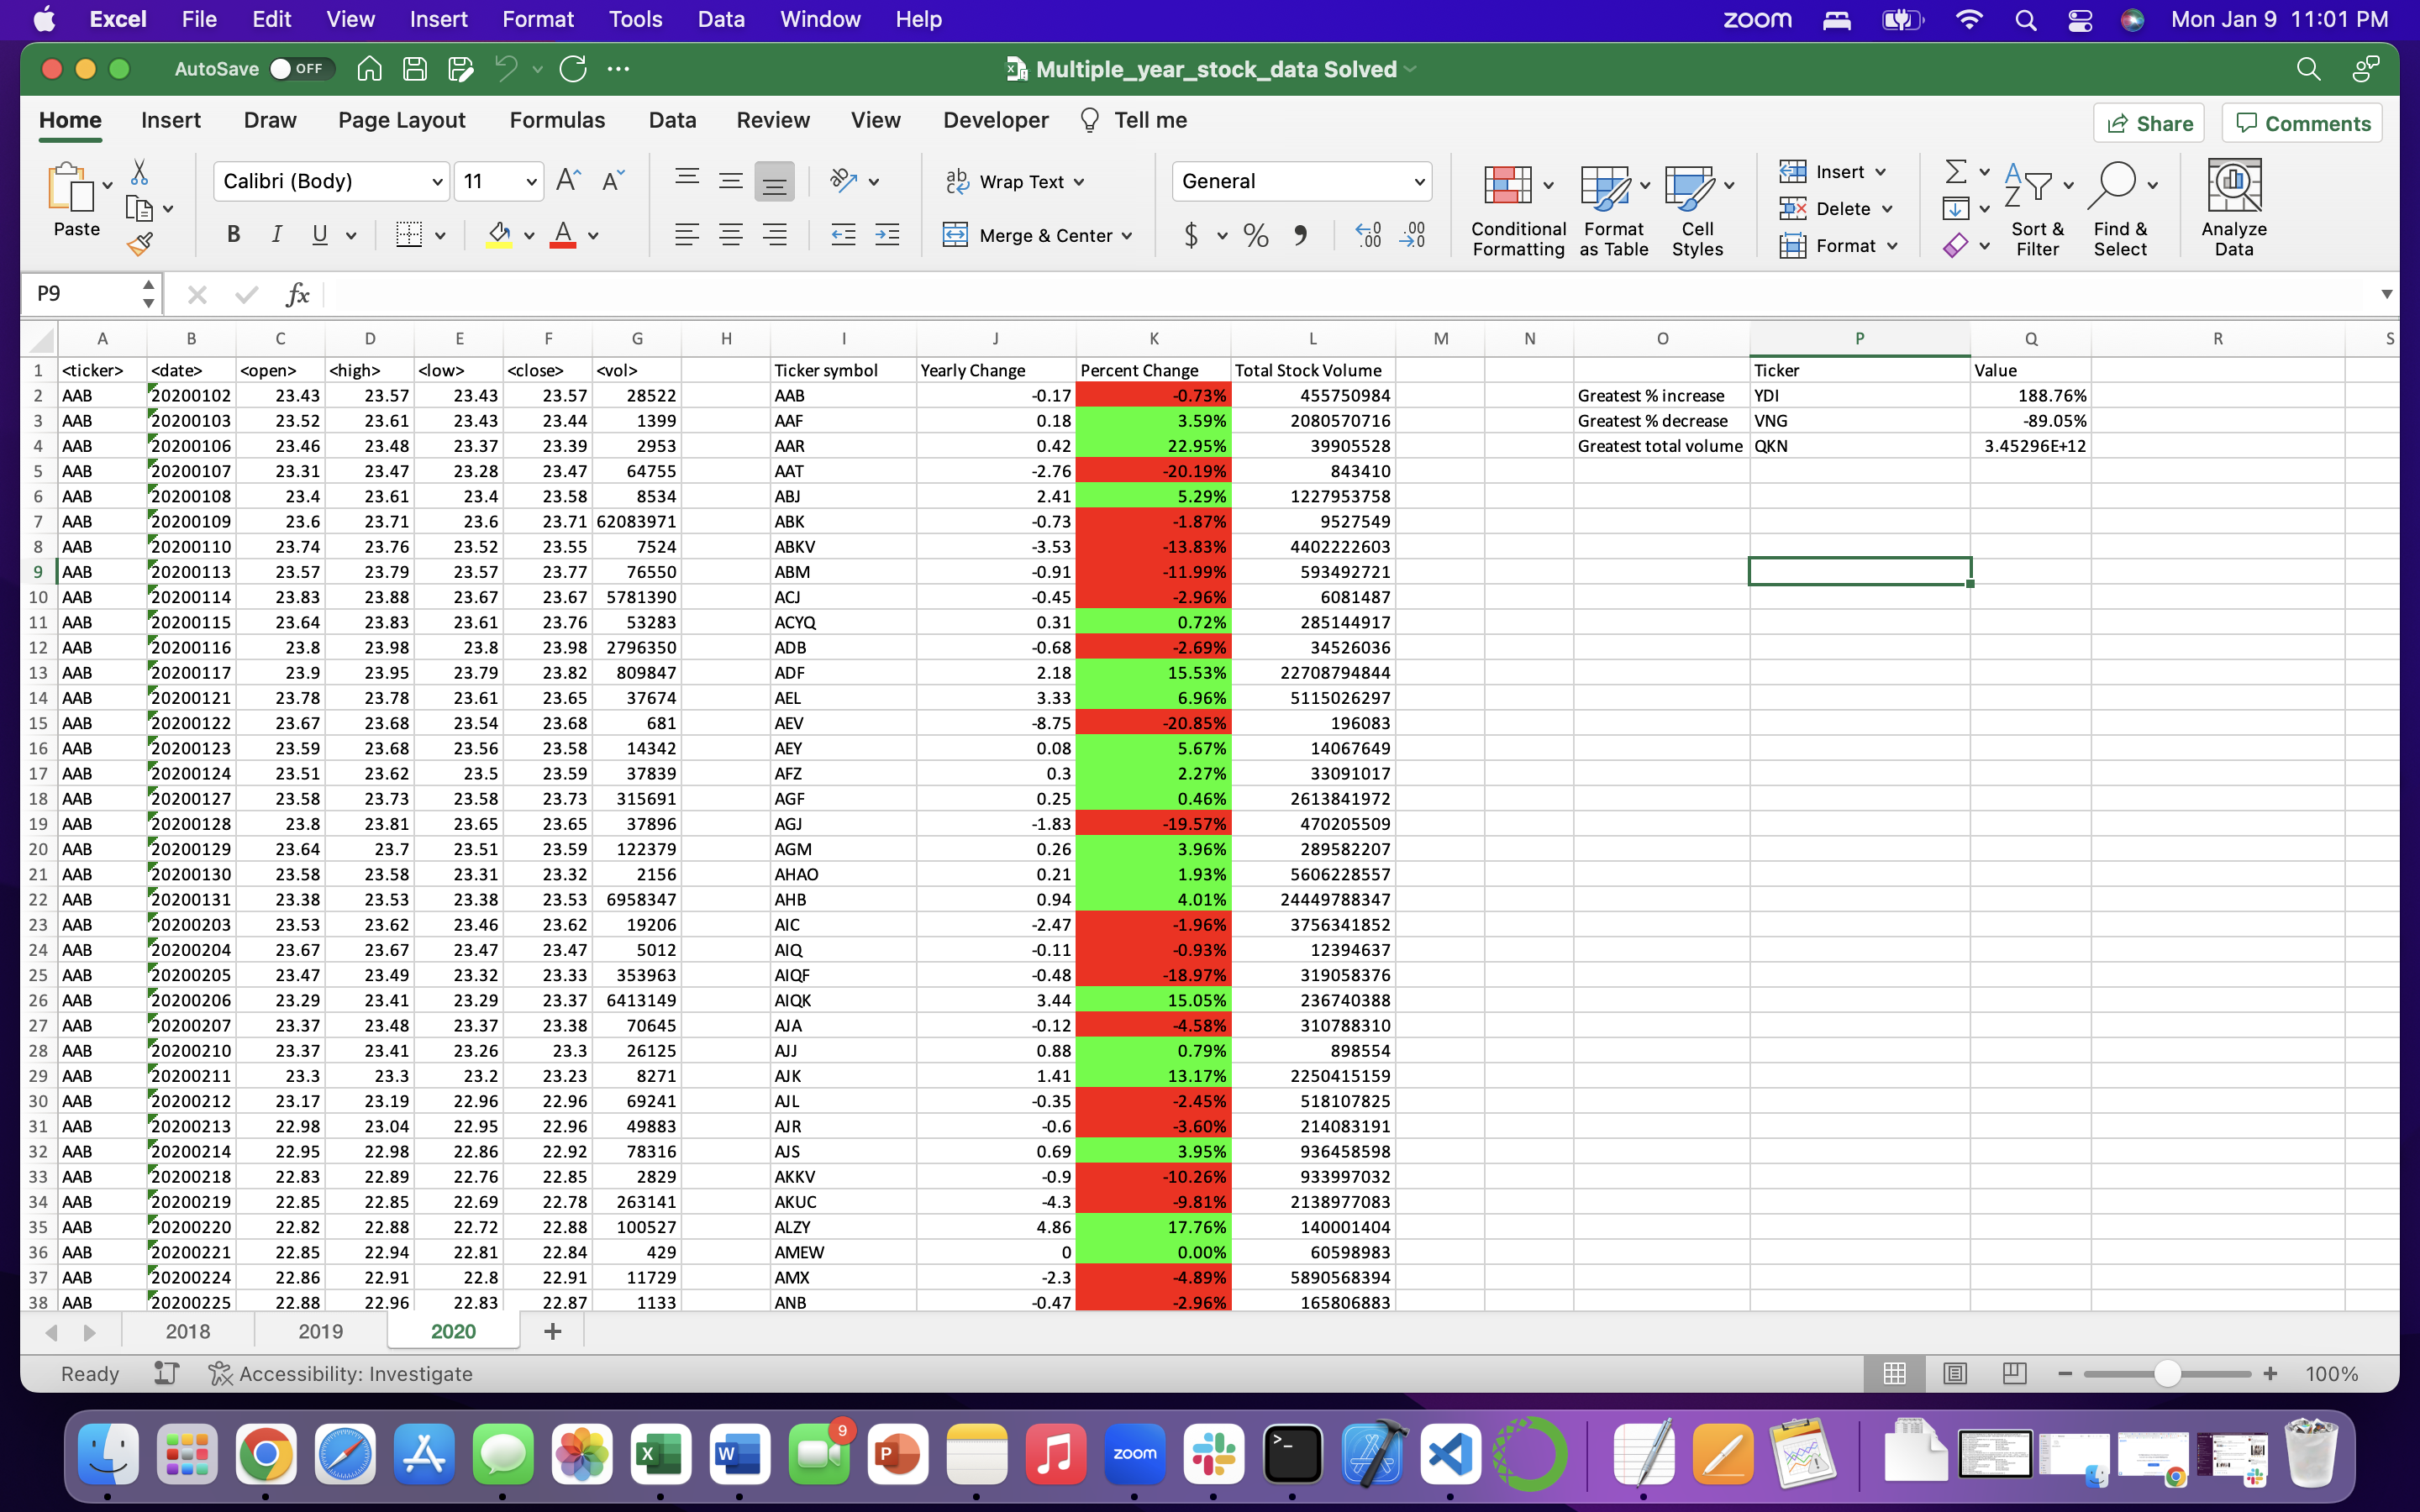 Excel File Edit View Insert Format Tools Data Window Help zoom Mon Jan 9 11:01 PM
AutoSave OFF Multiple_year_stock_data Solved
Home Insert Draw Page Layout Formulas Data Review View Developer Tell me Share Comments
Paste Calibri (Body) 11 Wrap Text General Insert
B I U Merge & Center $ % Conditional Formatting Format as Table Cell Styles Delete Format Sort & Filter Find & Select Analyze Data
P9 fx
A B C D E F G H I J K L M N O P Q R S
1 <ticker> <date> <open> <high> <low> <close> <vol> Ticker symbol Yearly Change Percent Change Total Stock Volume Ticker Value
2 AAB 20200102 23.43 23.57 23.43 23.57 28522 AAB -0.17 -0.73% 455750984 Greatest % increase YDI 188.76%
3 AAB 20200103 23.52 23.61 23.43 23.44 1399 AAF 0.18 3.59% 2080570716 Greatest % decrease VNG -89.05%
4 AAB 20200106 23.46 23.48 23.37 23.39 2953 AAR 0.42 22.95% 39905528 Greatest total volume QKN 3.45296E+12
5 AAB 20200107 23.31 23.47 23.28 23.47 64755 AAT -2.76 -20.19% 843410
6 AAB 20200108 23.4 23.61 23.4 23.58 8534 ABJ 2.41 5.29% 1227953758
7 AAB 20200109 23.6 23.71 23.6 23.71 62083971 ABK -0.73 -1.87% 9527549
8 AAB 20200110 23.74 23.76 23.52 23.55 7524 ABKV -3.53 -13.83% 4402222603
9 AAB 20200113 23.57 23.79 23.57 23.77 76550 ABM -0.91 -11.99% 593492721
10 AAB 20200114 23.83 23.88 23.67 23.67 5781390 ACJ -0.45 -2.96% 6081487
11 AAB 20200115 23.64 23.83 23.61 23.76 53283 ACYQ 0.31 0.72% 285144917
12 AAB 20200116 23.8 23.98 23.8 23.98 2796350 ADB -0.68 -2.69% 34526036
13 AAB 20200117 23.9 23.95 23.79 23.82 809847 ADF 2.18 15.53% 22708794844
14 AAB 20200121 23.78 23.78 23.61 23.65 37674 AEL 3.33 6.96% 5115026297
15 AAB 20200122 23.67 23.68 23.54 23.68 681 AEV -8.75 -20.85% 196083
16 AAB 20200123 23.59 23.68 23.56 23.58 14342 AEY 0.08 5.67% 14067649
17 AAB 20200124 23.51 23.62 23.5 23.59 37839 AFZ 0.3 2.27% 33091017
18 AAB 20200127 23.58 23.73 23.58 23.73 315691 AGF 0.25 0.46% 2613841972
19 AAB 20200128 23.8 23.81 23.65 23.65 37896 AGJ -1.83 -19.57% 470205509
20 AAB 20200129 23.64 23.7 23.51 23.59 122379 AGM 0.26 3.96% 289582207
21 AAB 20200130 23.58 23.58 23.31 23.32 2156 AHAO 0.21 1.93% 5606228557
22 AAB 20200131 23.38 23.53 23.38 23.53 6958347 AHB 0.94 4.01% 24449788347
23 AAB 20200203 23.53 23.62 23.46 23.62 19206 AIC -2.47 -1.96% 3756341852
24 AAB 20200204 23.67 23.67 23.47 23.47 5012 AIQ -0.11 -0.93% 12394637
25 AAB 20200205 23.47 23.49 23.32 23.33 353963 AIQF -0.48 -18.97% 319058376
26 AAB 20200206 23.29 23.41 23.29 23.37 6413149 AIQK 3.44 15.05% 236740388
27 AAB 20200207 23.37 23.48 23.37 23.38 70645 AJA -0.12 -4.58% 310788310
28 AAB 20200210 23.37 23.41 23.26 23.3 26125 AJJ 0.88 0.79% 898554
29 AAB 20200211 23.3 23.3 23.2 23.23 8271 AJK 1.41 13.17% 2250415159
30 AAB 20200212 23.17 23.19 22.96 22.96 69241 AJL -0.35 -2.45% 518107825
31 AAB 20200213 22.98 23.04 22.95 22.96 49883 AJR -0.6 -3.60% 214083191
32 AAB 20200214 22.95 22.98 22.86 22.92 78316 AJS 0.69 3.95% 936458598
33 AAB 20200218 22.83 22.89 22.76 22.85 2829 AKKV -0.9 -10.26% 933997032
34 AAB 20200219 22.85 22.85 22.69 22.78 263141 AKUC -4.3 -9.81% 2138977083
35 AAB 20200220 22.82 22.88 22.72 22.88 100527 ALZY 4.86 17.76% 140001404
36 AAB 20200221 22.85 22.94 22.81 22.84 429 AMEW 0 0.00% 60598983
37 AAB 20200224 22.86 22.91 22.8 22.91 11729 AMX -2.3 -4.89% 5890568394
38 AAB 20200225 22.88 22.96 22.83 22.87 1133 ANB -0.47 -2.96% 165806883
2018 2019 2020 +
Ready Accessibility: Investigate 100%
9 zoom